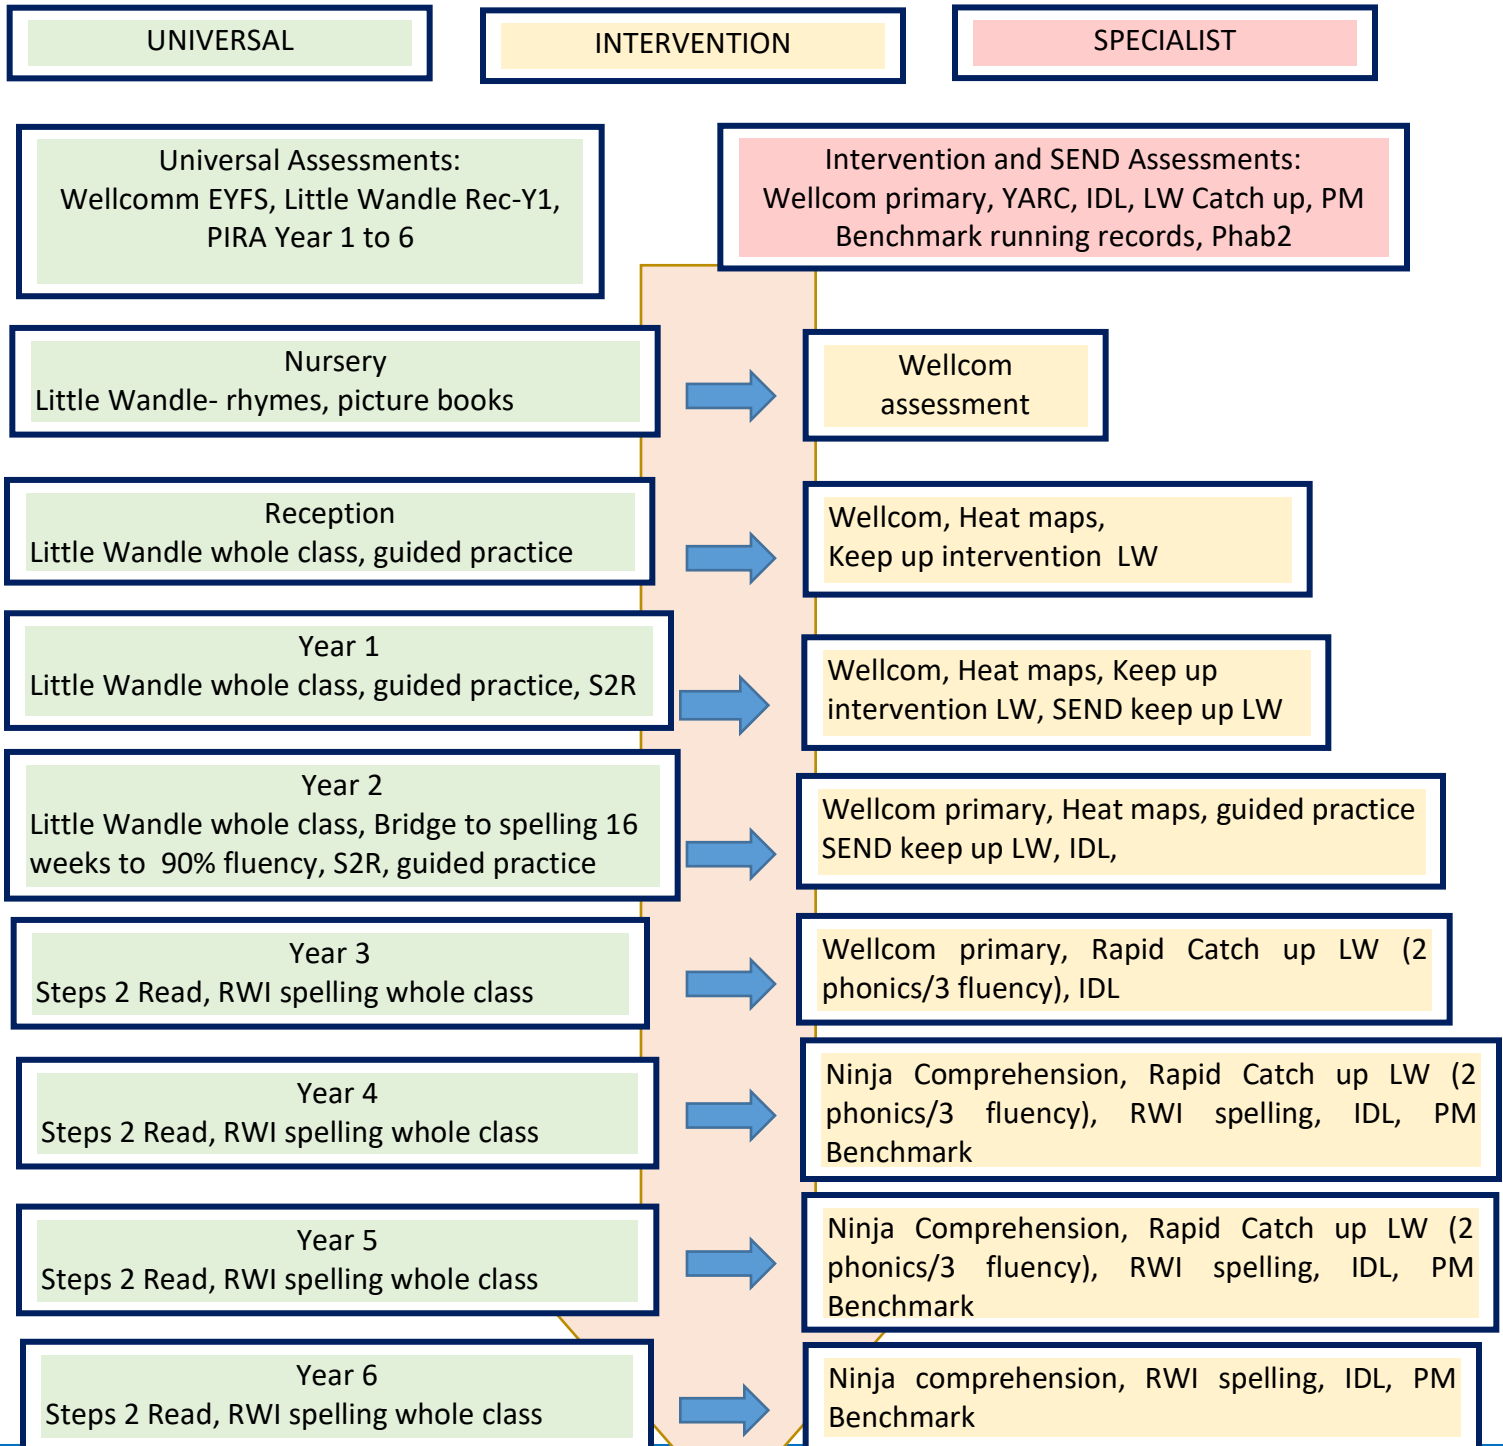 UNIVERSAL
INTERVENTION
SPECIALIST
Universal Assessments:
Wellcomm EYFS, Little Wandle Rec-Y1,
PIRA Year 1 to 6
Intervention and SEND Assessments:
Wellcom primary, YARC, IDL, LW Catch up, PM
Benchmark running records, Phab2
Nursery
Little Wandle- rhymes, picture books
Wellcom
assessment
Reception
Little Wandle whole class, guided practice
Wellcom, Heat maps,
Keep up intervention  LW
Year 1
Little Wandle whole class, guided practice, S2R
Wellcom, Heat maps, Keep up
intervention LW, SEND keep up LW
Year 2
Little Wandle whole class, Bridge to spelling 16
weeks to  90% fluency, S2R, guided practice
Wellcom primary, Heat maps, guided practice
SEND keep up LW, IDL,
Year 3
Steps 2 Read, RWI spelling whole class
Wellcom primary, Rapid Catch up LW (2
phonics/3 fluency), IDL
Year 4
Steps 2 Read, RWI spelling whole class
Ninja Comprehension, Rapid Catch up LW (2
phonics/3 fluency), RWI spelling, IDL, PM
Benchmark
Year 5
Steps 2 Read, RWI spelling whole class
Ninja Comprehension, Rapid Catch up LW (2
phonics/3 fluency), RWI spelling, IDL, PM
Benchmark
Year 6
Steps 2 Read, RWI spelling whole class
Ninja comprehension, RWI spelling, IDL, PM
Benchmark